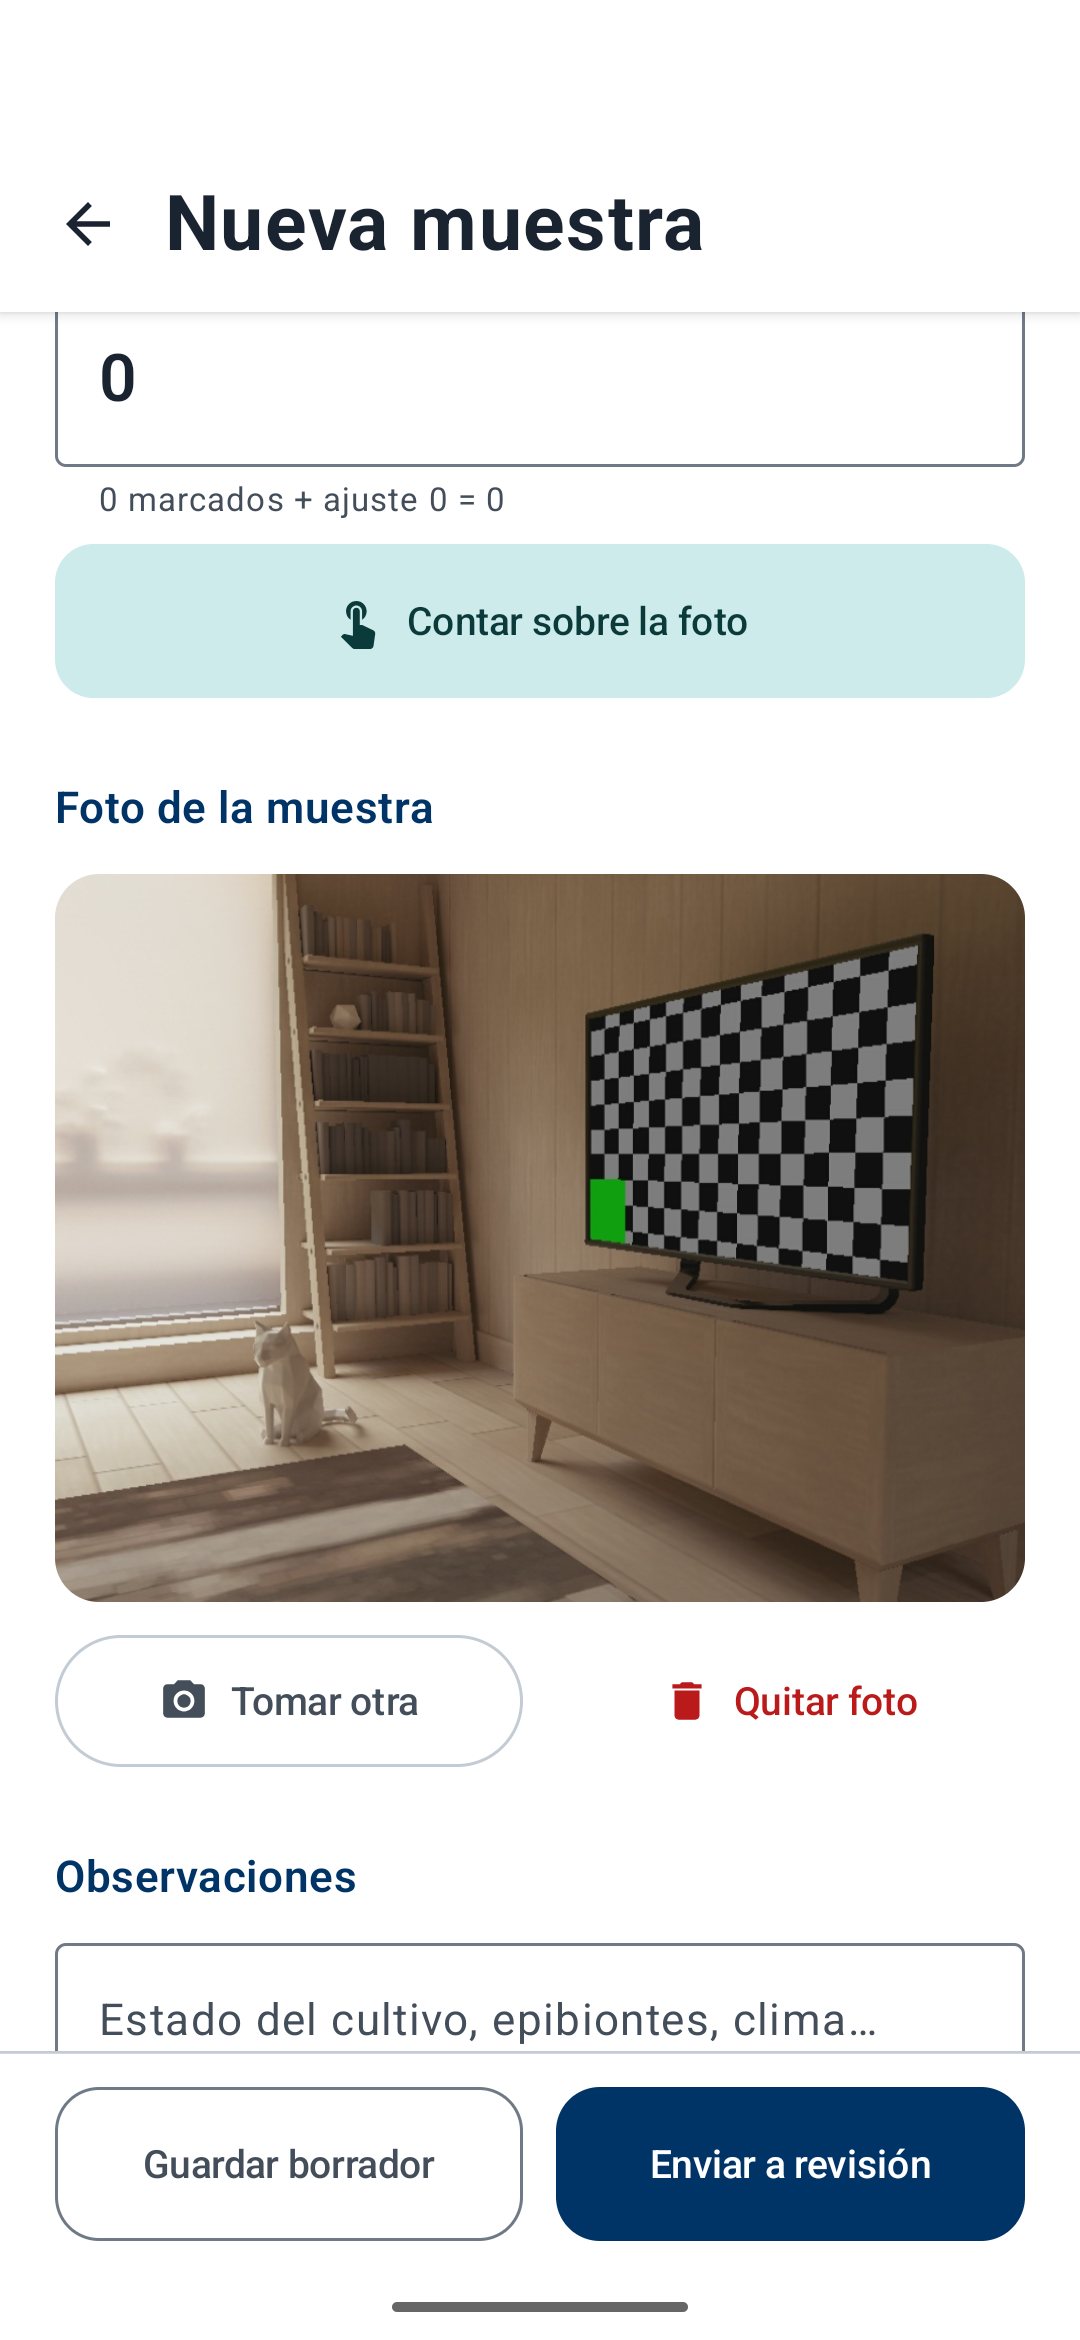 Nueva muestra
0
0 marcados + ajuste 0 = 0
Contar sobre la foto
Foto de la muestra
Tomar otra
Quitar foto
Observaciones
Estado del cultivo, epibiontes, clima…
Guardar borrador
Enviar a revisión